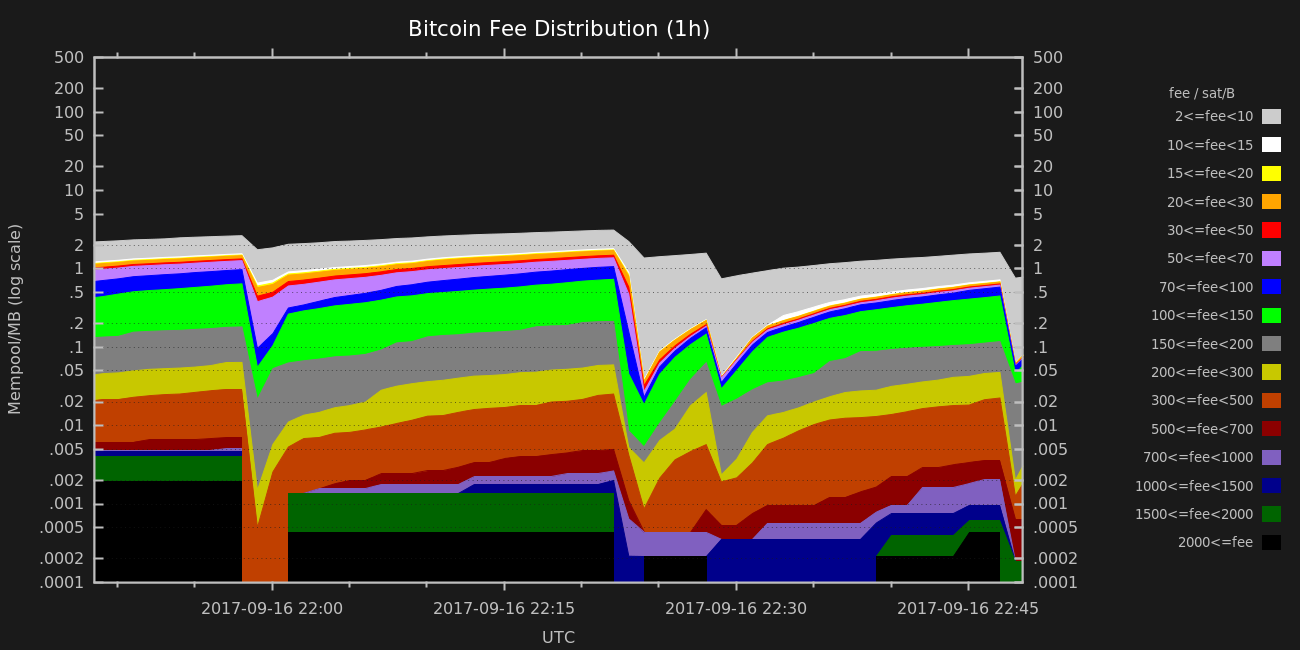 Bitcoin Fee Distribution (1h)
Mempool/MB (log scale)
500
200
100
50
20
10
5
2
1
.5
.2
.1
.05
.02
.01
.005
.002
.001
.0005
.0002
.0001
500
200
100
50
20
10
5
2
1
.5
.2
.1
.05
.02
.01
.005
.002
.001
.0005
.0002
.0001
2017-09-16 22:00
2017-09-16 22:15
2017-09-16 22:30
2017-09-16 22:45
UTC
fee / sat/B
2<=fee<10
10<=fee<15
15<=fee<20
20<=fee<30
30<=fee<50
50<=fee<70
70<=fee<100
100<=fee<150
150<=fee<200
200<=fee<300
300<=fee<500
500<=fee<700
700<=fee<1000
1000<=fee<1500
1500<=fee<2000
2000<=fee